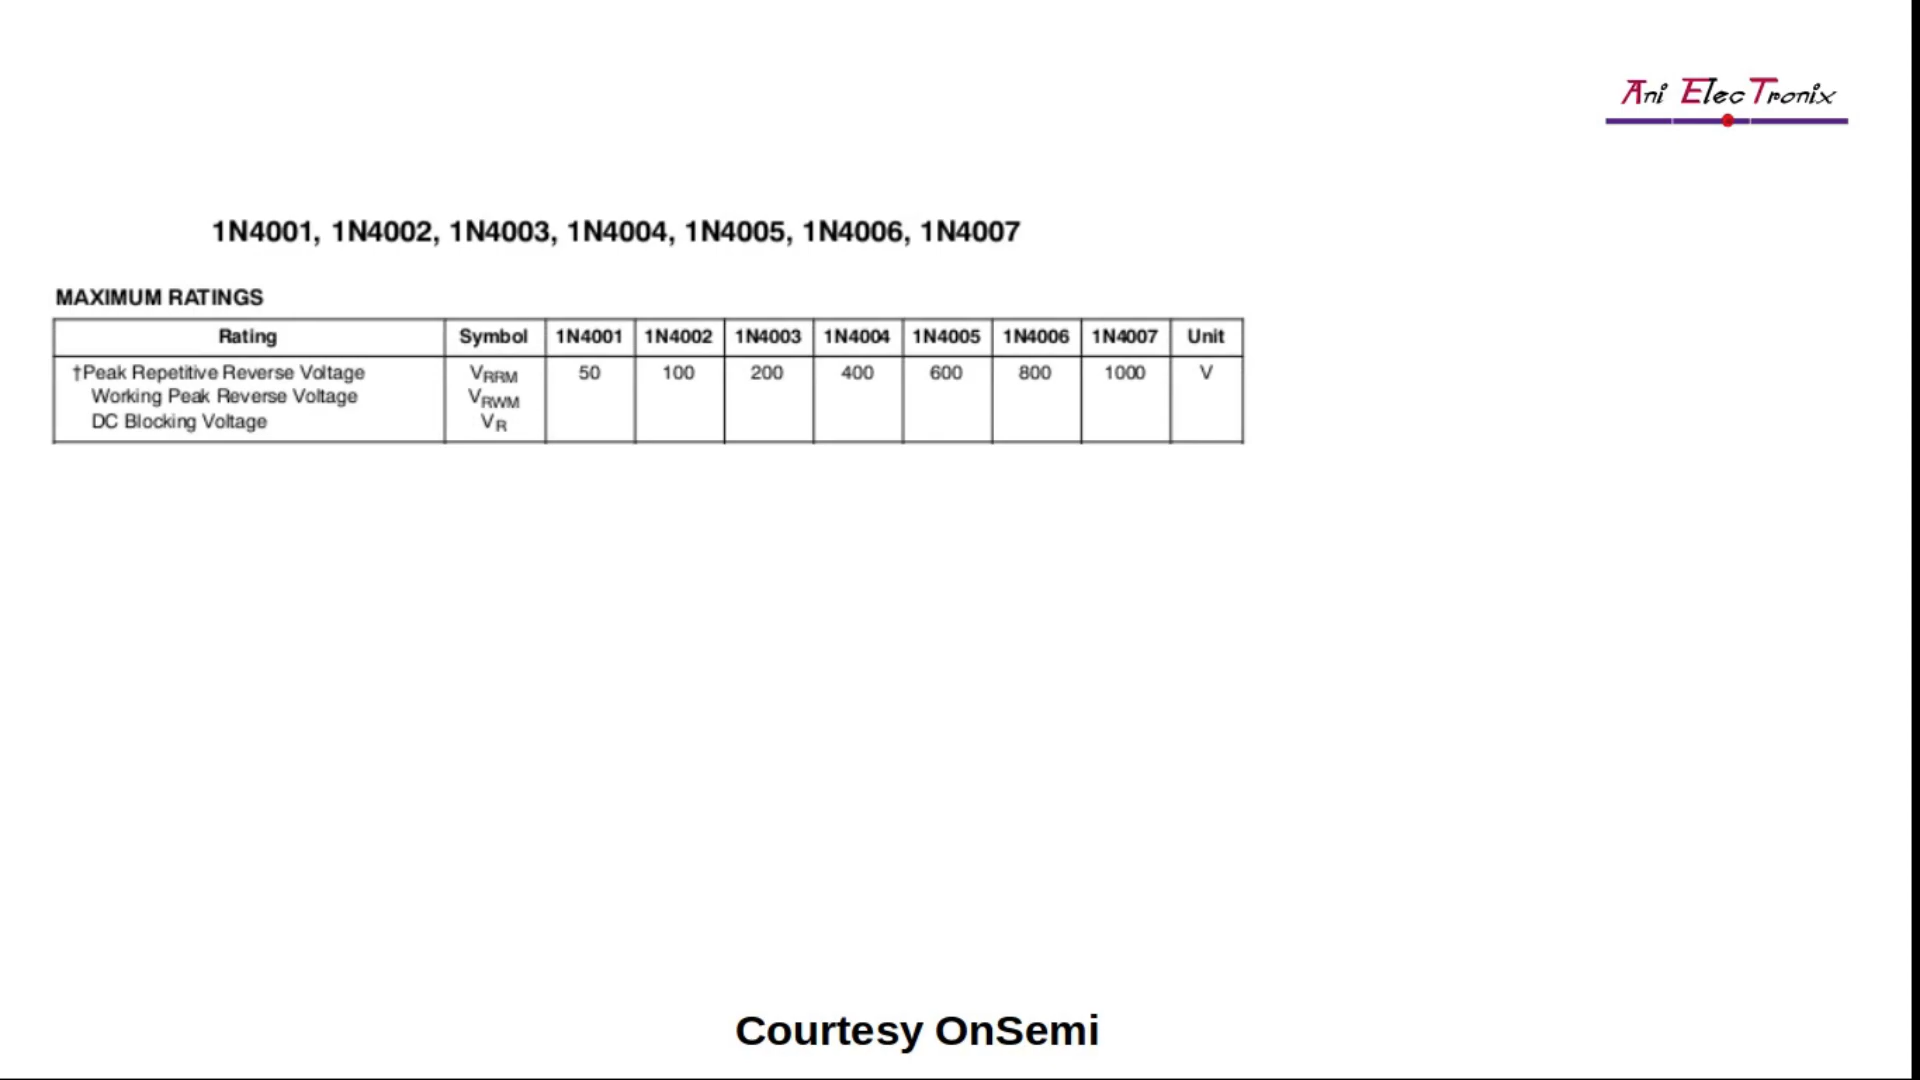 Ani ElecTronix
1N4001, 1N4002, 1N4003, 1N4004, 1N4005, 1N4006, 1N4007
MAXIMUM RATINGS
Rating Symbol 1N4001 1N4002 1N4003 1N4004 1N4005 1N4006 1N4007 Unit
†Peak Repetitive Reverse Voltage VRRM 50 100 200 400 600 800 1000 V
Working Peak Reverse Voltage VRWM
DC Blocking Voltage VR
Courtesy OnSemi